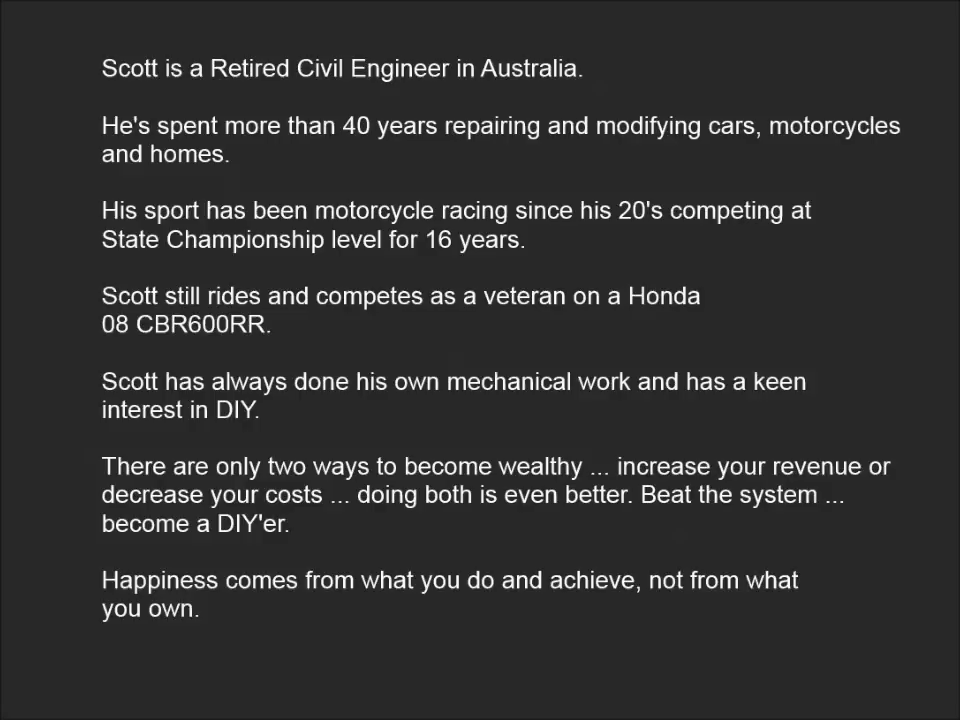 Scott is a Retired Civil Engineer in Australia.
He's spent more than 40 years repairing and modifying cars, motorcycles
and homes.
His sport has been motorcycle racing since his 20's competing at
State Championship level for 16 years.
Scott still rides and competes as a veteran on a Honda
08 CBR600RR.
Scott has always done his own mechanical work and has a keen
interest in DIY.
There are only two ways to become wealthy ... increase your revenue or
decrease your costs ... doing both is even better. Beat the system ...
become a DIY'er.
Happiness comes from what you do and achieve, not from what
you own.